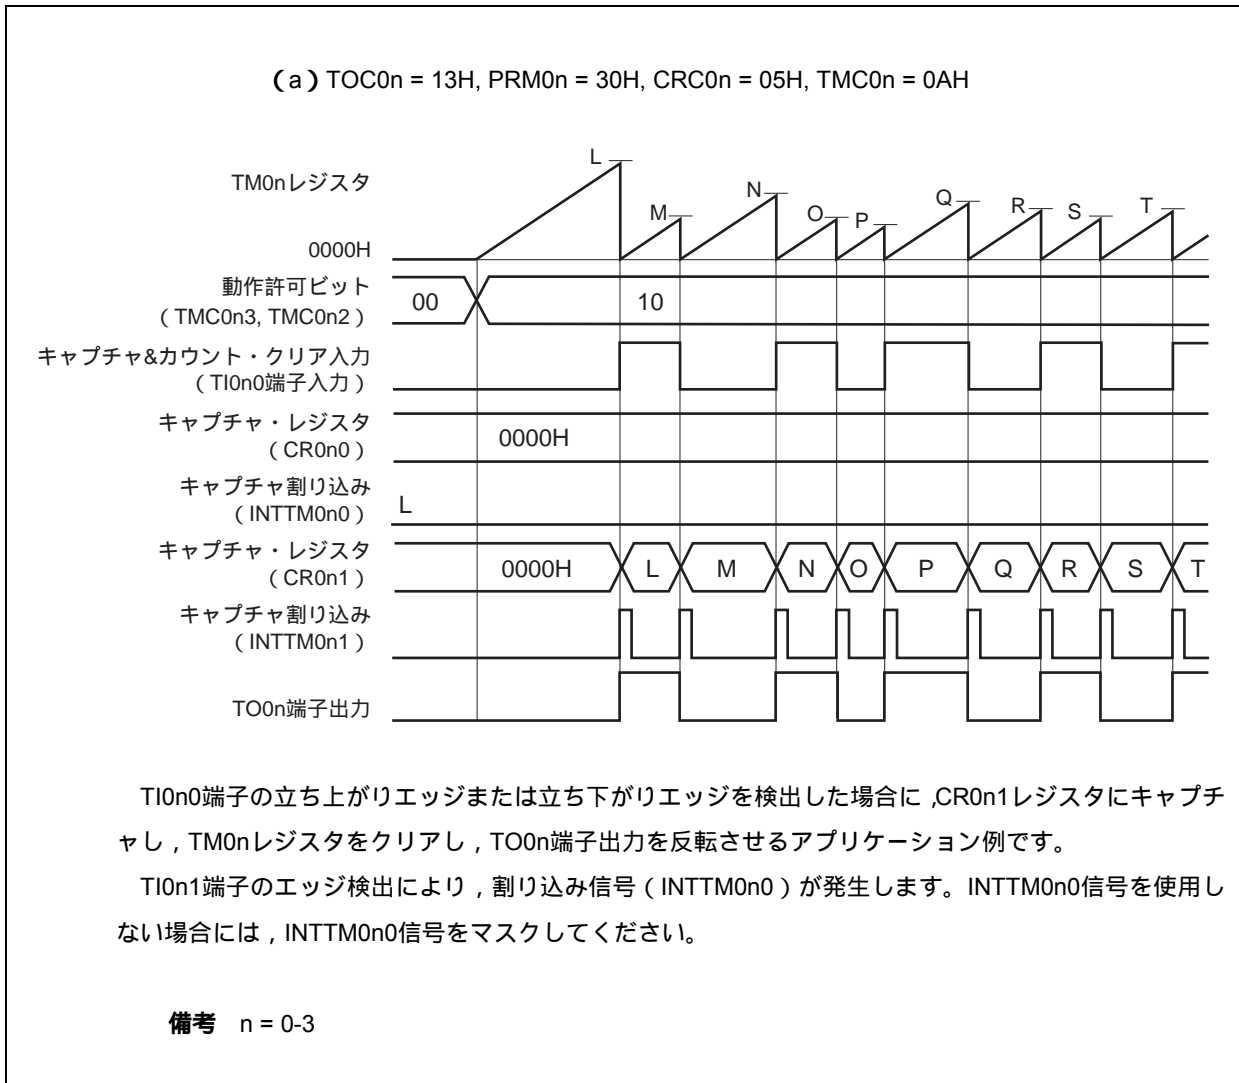 (a) TOC0n = 13H, PRM0n = 30H, CRC0n = 05H, TMC0n = 0AH
TM0nレジスタ
0000H
L
M
N
O
P
Q
R
S
T
動作許可ビット
(TMC0n3, TMC0n2)
00
10
キャプチャ&カウント・クリア入力
(TI0n0端子入力)
キャプチャ・レジスタ
(CR0n0)
0000H
キャプチャ割り込み
(INTTM0n0)
L
キャプチャ・レジスタ
(CR0n1)
0000H L M N O P Q R S T
キャプチャ割り込み
(INTTM0n1)
TO0n端子出力
TI0n0端子の立ち上がりエッジまたは立ち下がりエッジを検出した場合に,CR0n1レジスタにキャプチ
ャし,TM0nレジスタをクリアし,TO0n端子出力を反転させるアプリケーション例です。
TI0n1端子のエッジ検出により,割り込み信号(INTTM0n0)が発生します。INTTM0n0信号を使用し
ない場合には,INTTM0n0信号をマスクしてください。
備考 n = 0-3